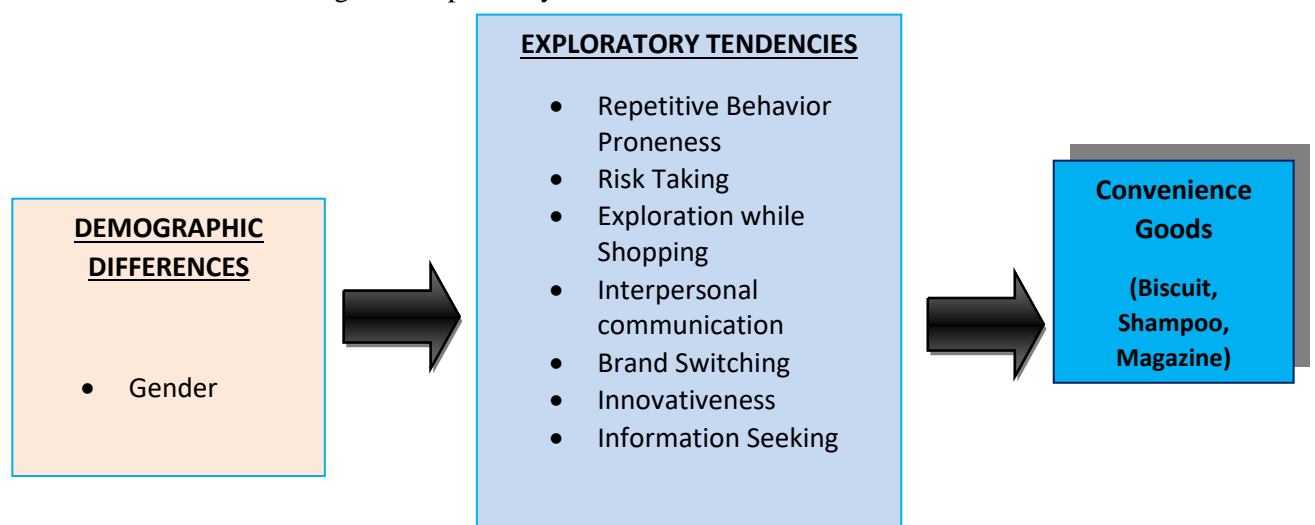 EXPLORATORY TENDENCIES
• Repetitive Behavior
Proneness
• Risk Taking
• Exploration while
Shopping
• Interpersonal
communication
• Brand Switching
• Innovativeness
• Information Seeking
DEMOGRAPHIC
DIFFERENCES
• Gender
Convenience
Goods
(Biscuit,
Shampoo,
Magazine)